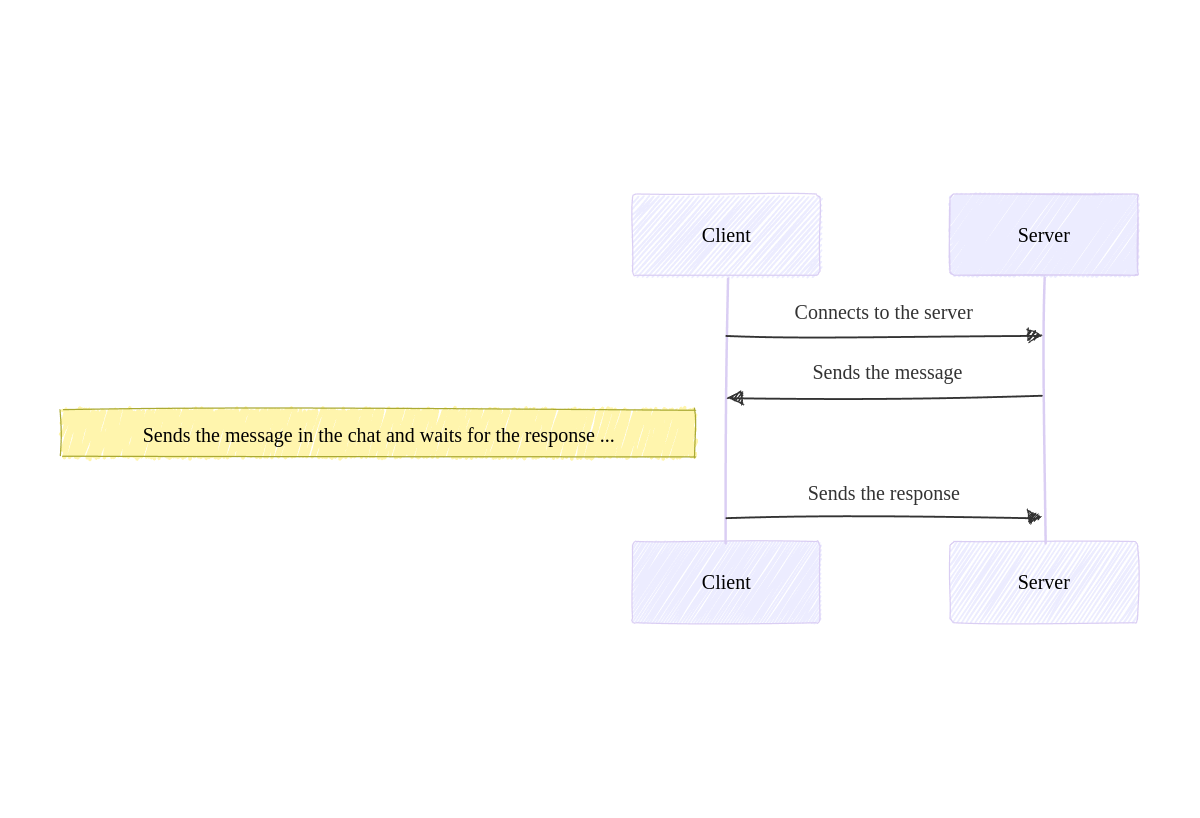 Client
Server
Connects to the server
Sends the message
Sends the message in the chat and waits for the response ...
Sends the response
Client
Server